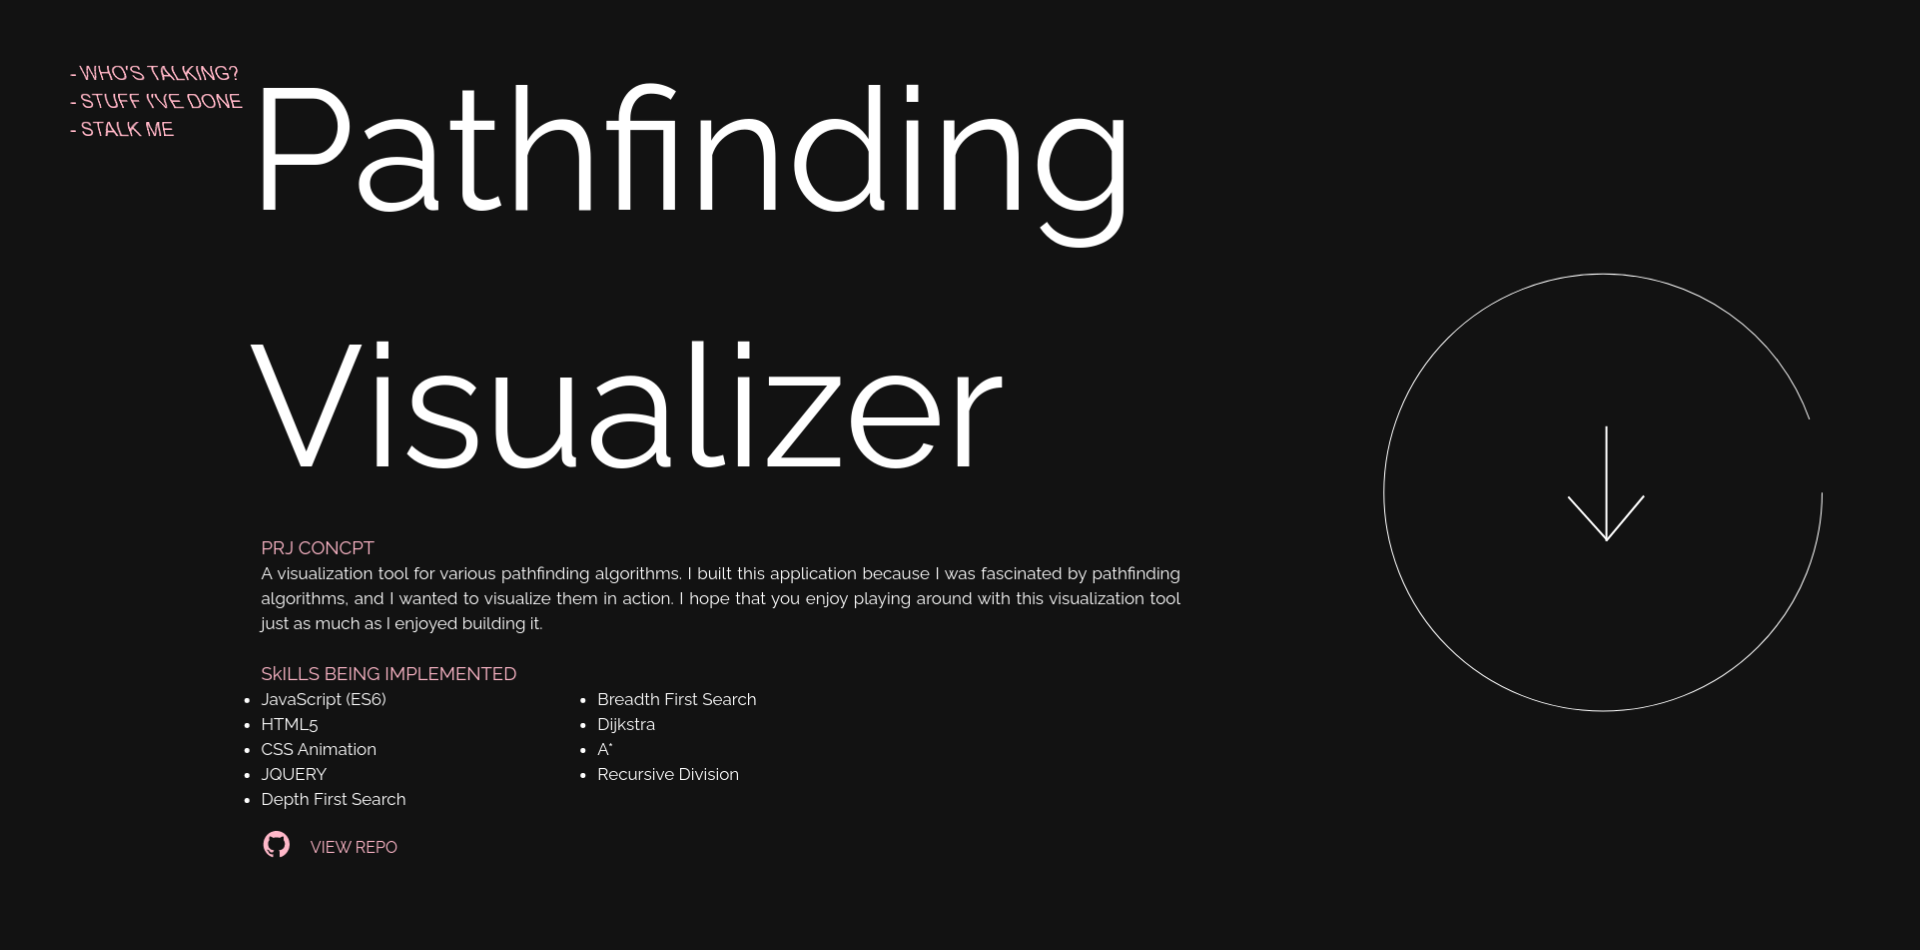 - WHO'S TALKING?
- STUFF I'VE DONE
- STALK ME
Pathfinding
Visualizer
PRJ CONCPT
A visualization tool for various pathfinding algorithms. I built this application because I was fascinated by pathfinding
algorithms, and I wanted to visualize them in action. I hope that you enjoy playing around with this visualization tool
just as much as I enjoyed building it.
SkILLS BEING IMPLEMENTED
• JavaScript (ES6)
• HTML5
• CSS Animation
• JQUERY
• Depth First Search
• Breadth First Search
• Dijkstra
• A*
• Recursive Division
VIEW REPO